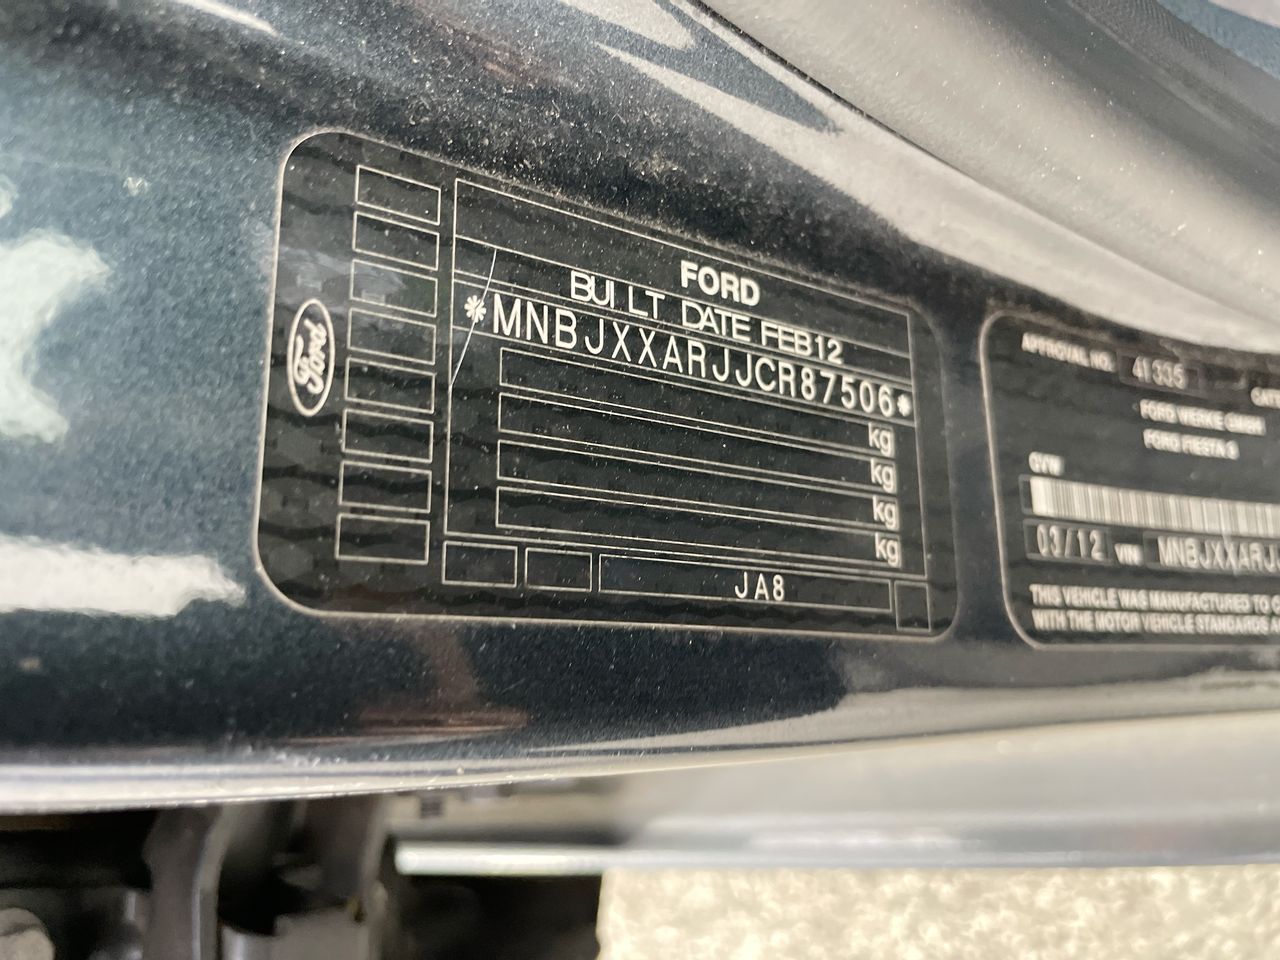 Ford
FORD
BUILT DATE FEB12
*MNBJXXARJJCR87506*
kg
kg
kg
kg
JA8
APPROVAL NO. 41335
FORD WERKE GMBH
FORD FIESTA
GVW
03/12 VIN MNBJXXARJ
THIS VEHICLE WAS MANUFACTURED TO
WITH THE MOTOR VEHICLE STANDARDS